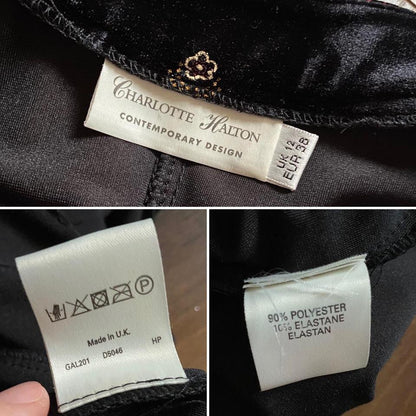 CHARLOTTE HALTON
CONTEMPORARY DESIGN
UK 12
EUR 38
P
Made in U.K.
GAL201 D5046 HP
90% POLYESTER
10% ELASTANE
ELASTAN